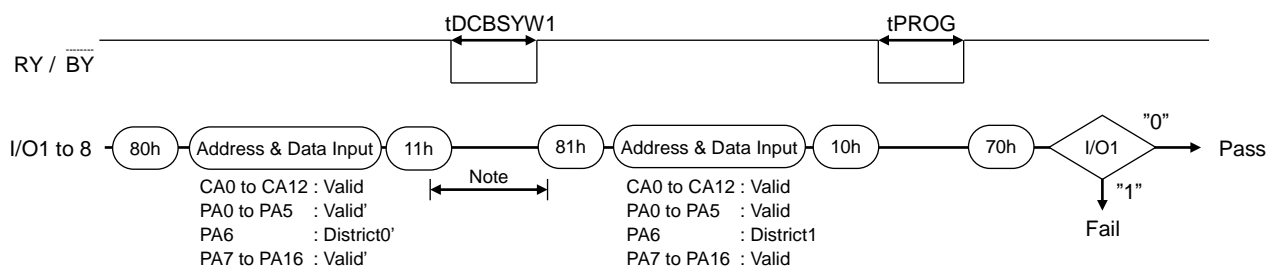 tDCBSYW1
tPROG
RY / BY
I/O1 to 8
80h
Address & Data Input
11h
81h
Address & Data Input
10h
70h
I/O1
"0"
Pass
"1"
Fail
Note
CA0 to CA12 : Valid
PA0 to PA5 : Valid'
PA6 : District0'
PA7 to PA16 : Valid'
CA0 to CA12 : Valid
PA0 to PA5 : Valid
PA6 : District1
PA7 to PA16 : Valid